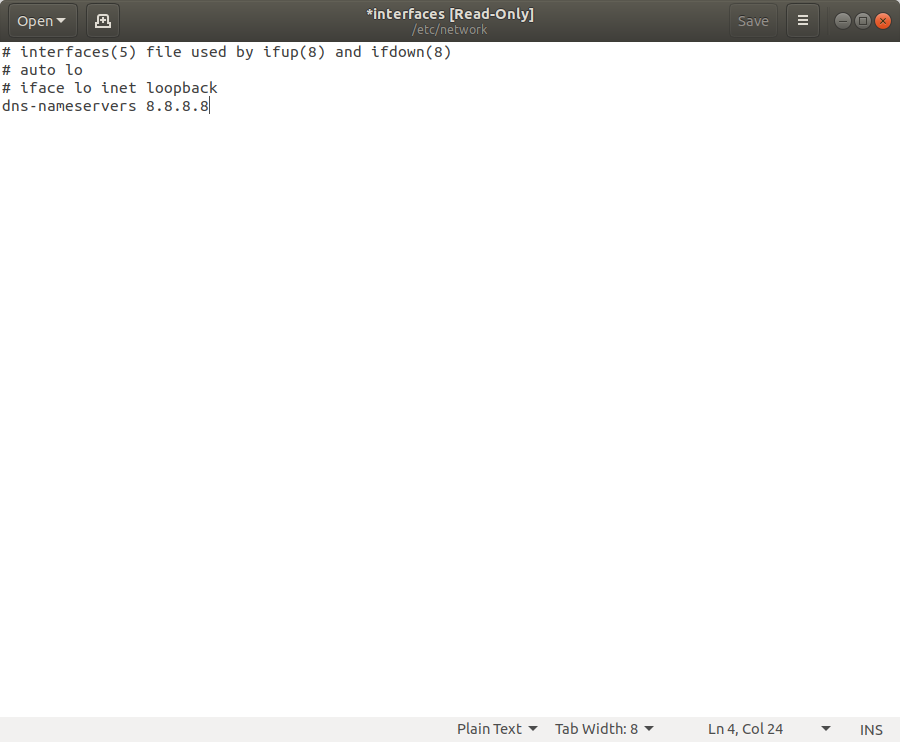 Open
*interfaces [Read-Only]
/etc/network
Save
# interfaces(5) file used by ifup(8) and ifdown(8)
# auto lo
# iface lo inet loopback
dns-nameservers 8.8.8.8
Plain Text
Tab Width: 8
Ln 4, Col 24
INS